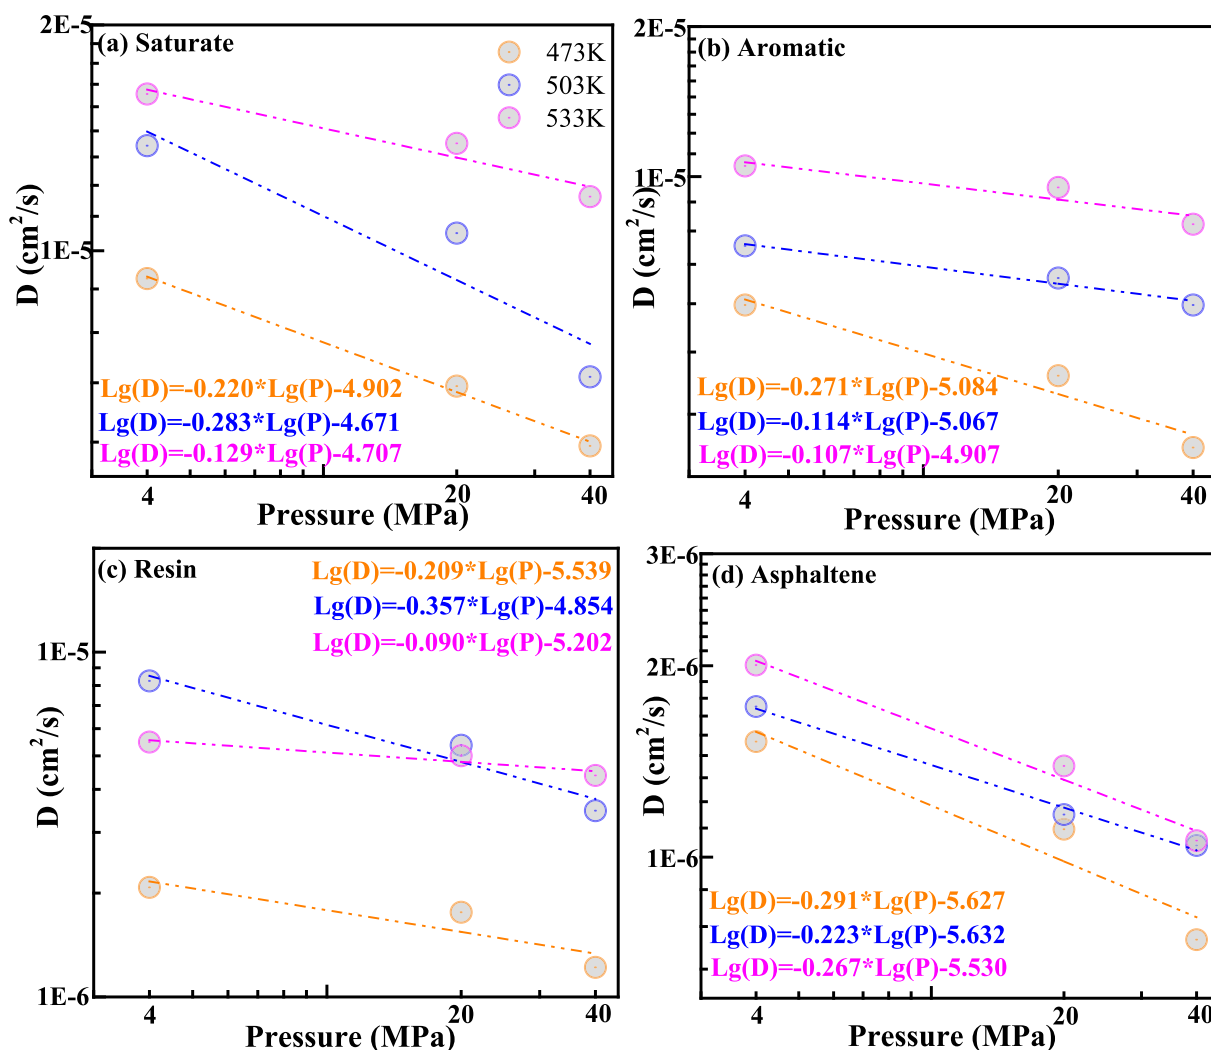 2E-5
(a) Saturate
473K
503K
533K
D (cm²/s)
1E-5
Lg(D)=-0.220*Lg(P)-4.902
Lg(D)=-0.283*Lg(P)-4.671
Lg(D)=-0.129*Lg(P)-4.707
4
20
40
Pressure (MPa)
2E-5
(b) Aromatic
1E-5
D (cm²/s)
Lg(D)=-0.271*Lg(P)-5.084
Lg(D)=-0.114*Lg(P)-5.067
Lg(D)=-0.107*Lg(P)-4.907
4
20
40
Pressure (MPa)
(c) Resin
Lg(D)=-0.209*Lg(P)-5.539
Lg(D)=-0.357*Lg(P)-4.854
Lg(D)=-0.090*Lg(P)-5.202
1E-5
D (cm²/s)
1E-6
4
20
40
Pressure (MPa)
3E-6
(d) Asphaltene
2E-6
D (cm²/s)
1E-6
Lg(D)=-0.291*Lg(P)-5.627
Lg(D)=-0.223*Lg(P)-5.632
Lg(D)=-0.267*Lg(P)-5.530
4
20
40
Pressure (MPa)